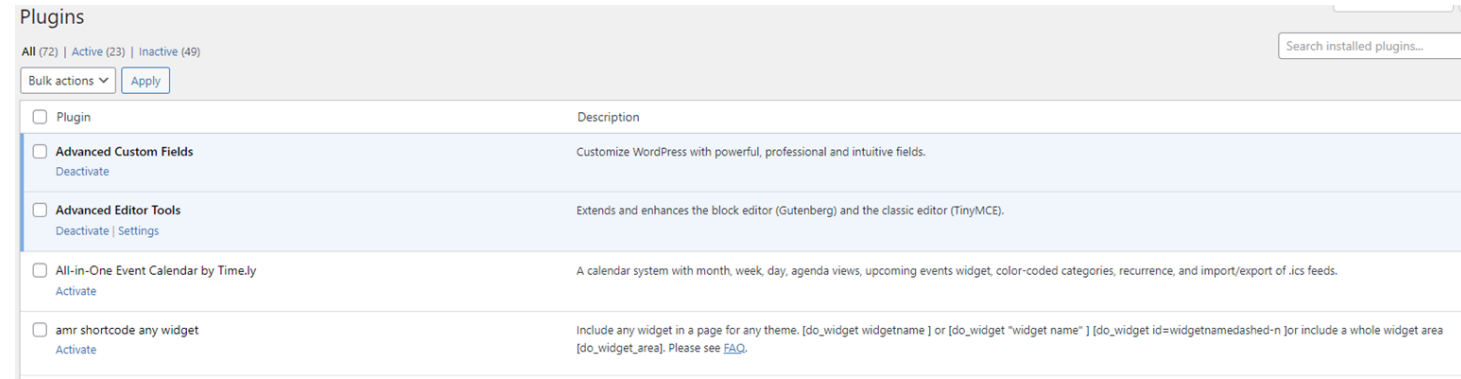 Plugins
All (72) | Active (23) | Inactive (49)
Search installed plugins...
Bulk actions
Apply
Plugin
Description
Advanced Custom Fields
Customize WordPress with powerful, professional and intuitive fields.
Deactivate
Advanced Editor Tools
Extends and enhances the block editor (Gutenberg) and the classic editor (TinyMCE).
Deactivate | Settings
All-in-One Event Calendar by Time.ly
A calendar system with month, week, day, agenda views, upcoming events widget, color-coded categories, recurrence, and import/export of .ics feeds.
Activate
amr shortcode any widget
Include any widget in a page for any theme. [do_widget widgetname ] or [do_widget "widget name" ] [do_widget id=widgetnamedashed-n ]or include a whole widget area
[do_widget_area]. Please see FAQ.
Activate